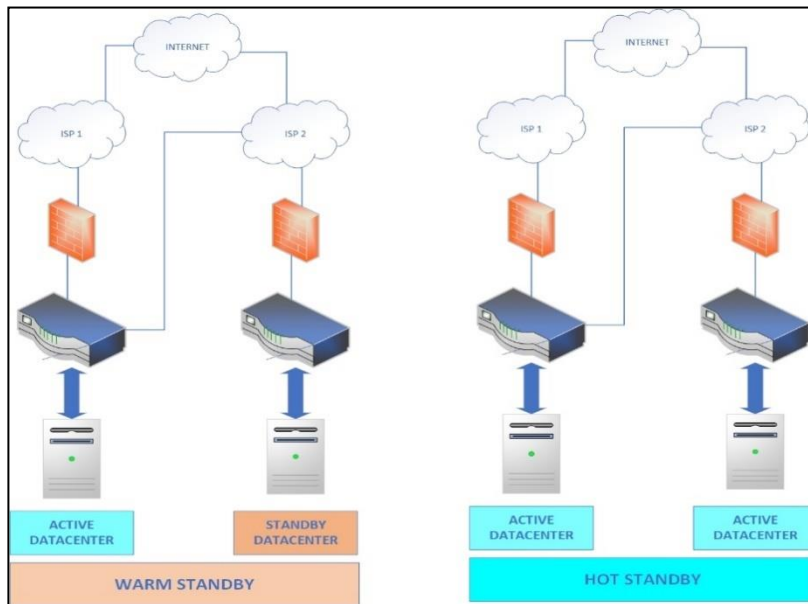 INTERNET
ISP 1
ISP 2
ACTIVE
DATACENTER
STANDBY
DATACENTER
WARM STANDBY
INTERNET
ISP 1
ISP 2
ACTIVE
DATACENTER
ACTIVE
DATACENTER
HOT STANDBY